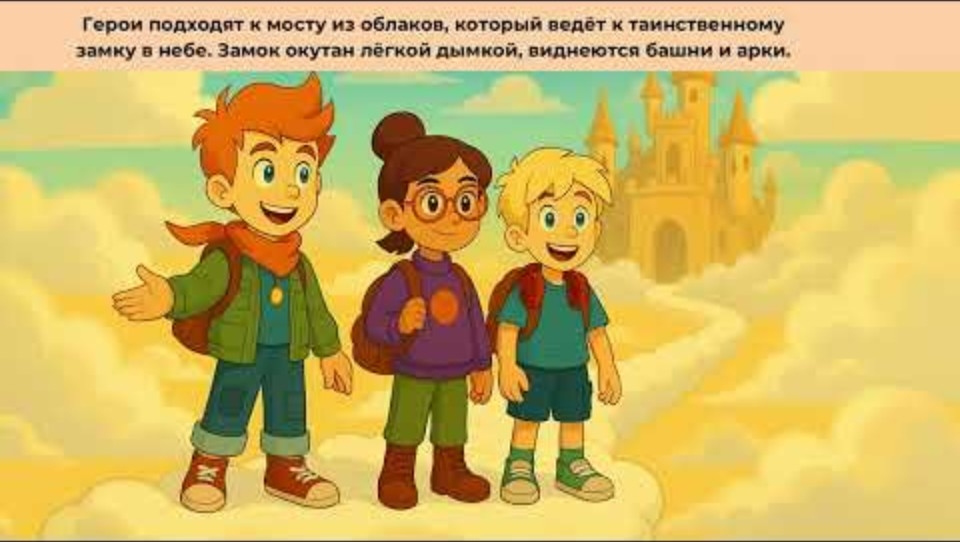 Герои подходят к мосту из облаков, который ведёт к таинственному
замку в небе. Замок окутан лёгкой дымкой, виднеются башни и арки.